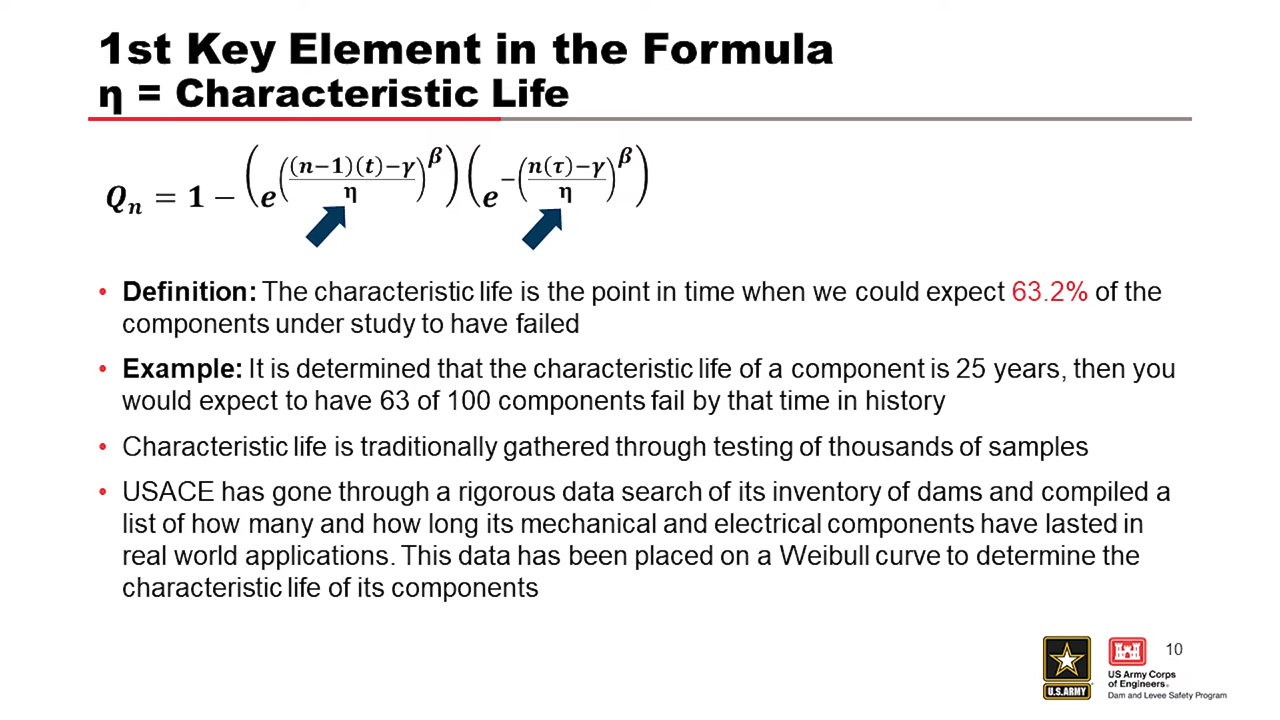 1st Key Element in the Formula
η = Characteristic Life
Qₙ = 1 − (e^(((n−1)(t)−γ)/η)^β)(e^−((n(τ)−γ)/η)^β)
• Definition: The characteristic life is the point in time when we could expect 63.2% of the
components under study to have failed
• Example: It is determined that the characteristic life of a component is 25 years, then you
would expect to have 63 of 100 components fail by that time in history
• Characteristic life is traditionally gathered through testing of thousands of samples
• USACE has gone through a rigorous data search of its inventory of dams and compiled a
list of how many and how long its mechanical and electrical components have lasted in
real world applications. This data has been placed on a Weibull curve to determine the
characteristic life of its components
10
U.S.ARMY
US Army Corps
of Engineers®
Dam and Levee Safety Program